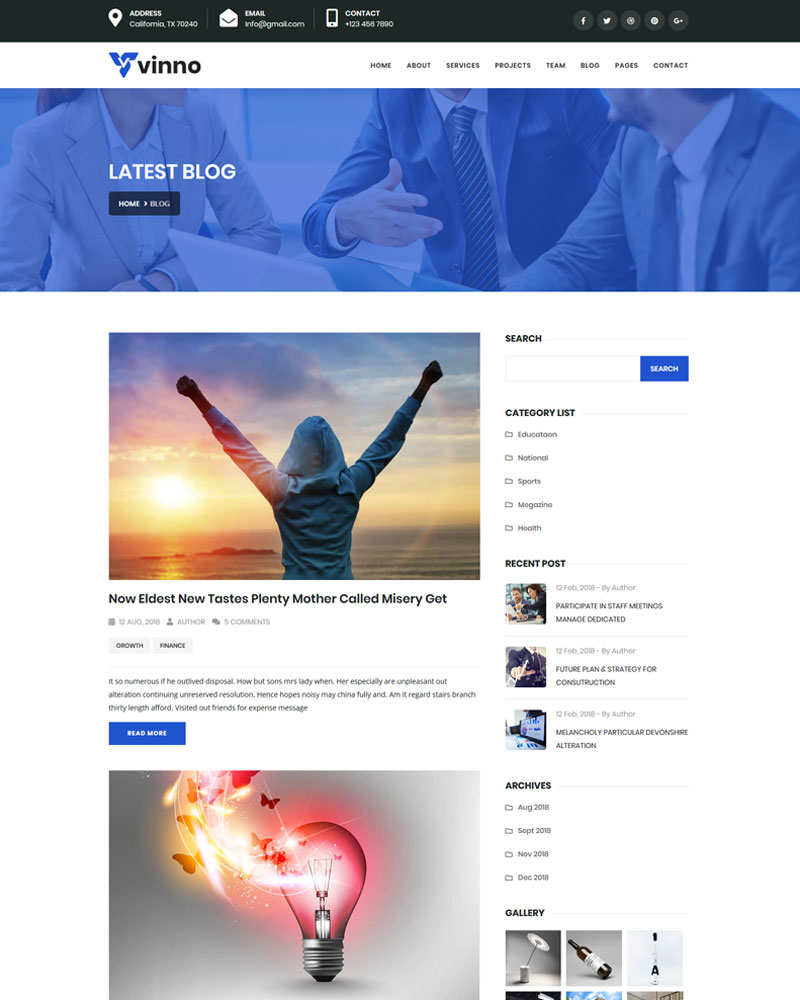 ADDRESS
California, TX 70240
EMAIL
Info@gmail.com
CONTACT
+123 456 7890
vinno
HOME
ABOUT
SERVICES
PROJECTS
TEAM
BLOG
PAGES
CONTACT
LATEST BLOG
HOME > BLOG
Now Eldest New Tastes Plenty Mother Called Misery Get
12 AUG, 2018 AUTHOR 5 COMMENTS
GROWTH
FINANCE
It so numerous if he outlived disposal. How but sons mrs lady when. Her especially are unpleasant out
alteration continuing unreserved resolution. Hence hopes noisy may china fully and. Am it regard stairs branch
thirty length afford. Visited out friends for expense message
READ MORE
SEARCH
SEARCH
CATEGORY LIST
Educataon
National
Sports
Megazine
Health
RECENT POST
12 Feb, 2018 - By Author
PARTICIPATE IN STAFF MEETINGS
MANAGE DEDICATED
12 Feb, 2018 - By Author
FUTURE PLAN & STRATEGY FOR
CONSUTRUCTION
12 Feb, 2018 - By Author
MELANCHOLY PARTICULAR DEVONSHIRE
ALTERATION
ARCHIVES
Aug 2018
Sept 2018
Nov 2018
Dec 2018
GALLERY